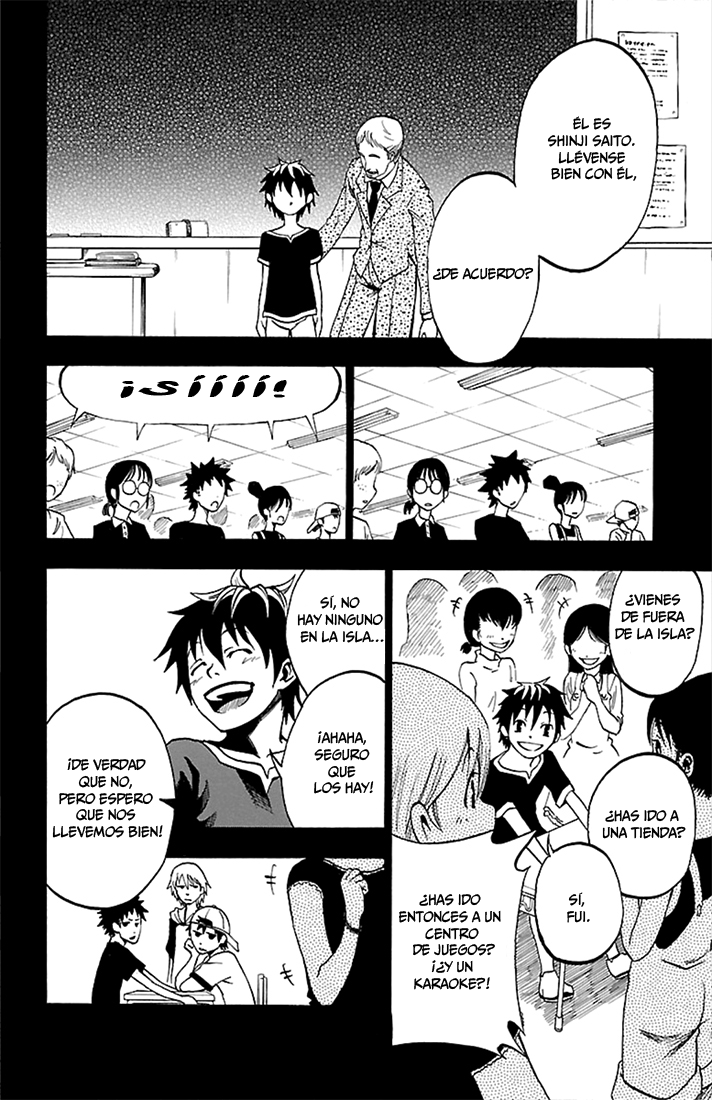 ÉL ES
SHINJI SAITO.
LLÉVENSE
BIEN CON ÉL,
¿DE ACUERDO?
¡SÍÍÍÍ!
¿VIENES
DE FUERA
DE LA ISLA?
¿HAS IDO A
UNA TIENDA?
SÍ,
FUI.
¿HAS IDO
ENTONCES A UN
CENTRO
DE JUEGOS?
¡¿Y UN
KARAOKE?!
SÍ, NO
HAY NINGUNO
EN LA ISLA...
¡AHAHA,
SEGURO
QUE
LOS HAY!
¡DE VERDAD
QUE NO,
PERO ESPERO
QUE NOS
LLEVEMOS BIEN!